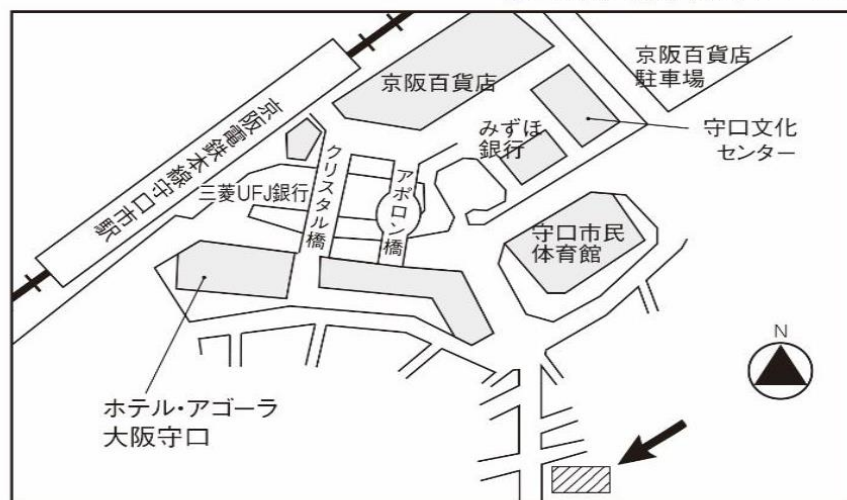 京阪百貨店
京阪百貨店
駐車場
みずほ
銀行
守口文化
センター
京阪電鉄本線守口市駅
クリスタル橋
アポロン橋
三菱UFJ銀行
守口市民
体育館
N
ホテル・アゴーラ
大阪守口